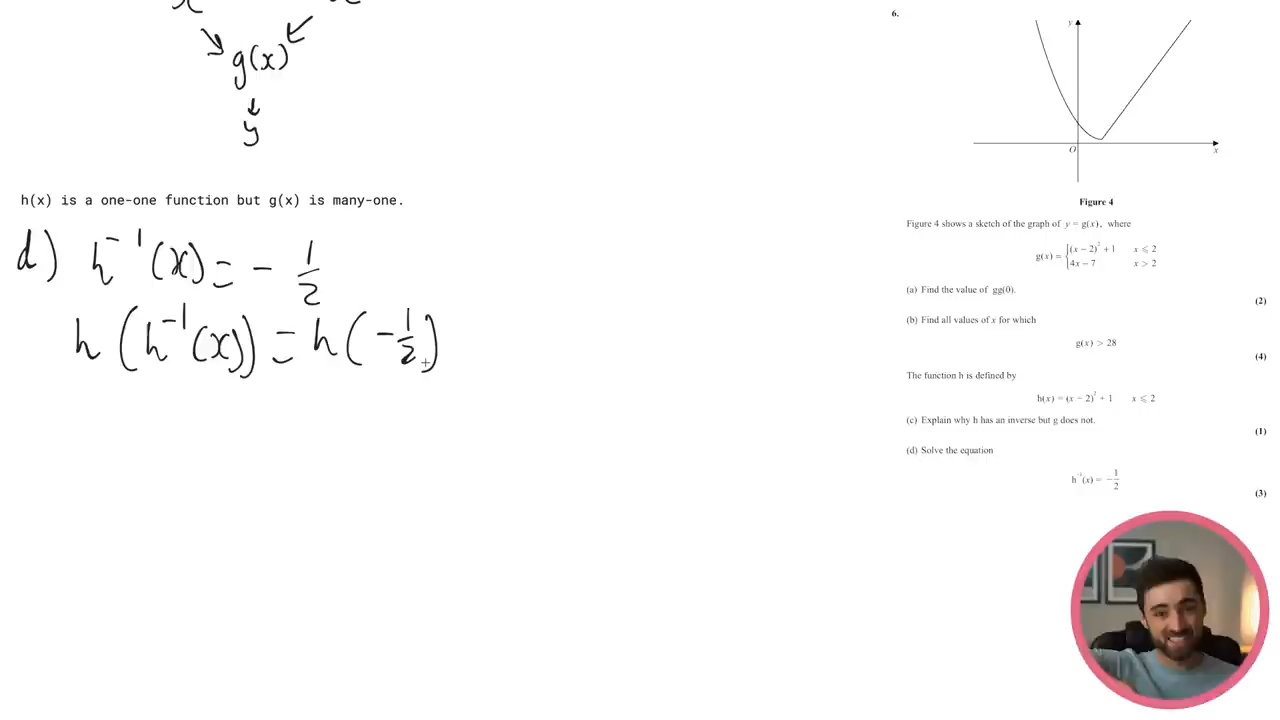 g(x)
y
h(x) is a one-one function but g(x) is many-one.
d) h⁻¹(x) = - 1/2
h(h⁻¹(x)) = h(-1/2)
6.
y
O
x
Figure 4
Figure 4 shows a sketch of the graph of y = g(x), where
g(x) = { (x − 2)² + 1 x ⩽ 2
4x − 7 x > 2
(a) Find the value of gg(0).
(2)
(b) Find all values of x for which
g(x) > 28
(4)
The function h is defined by
h(x) = (x − 2)² + 1 x ⩽ 2
(c) Explain why h has an inverse but g does not.
(1)
(d) Solve the equation
h⁻¹(x) = −1/2
(3)